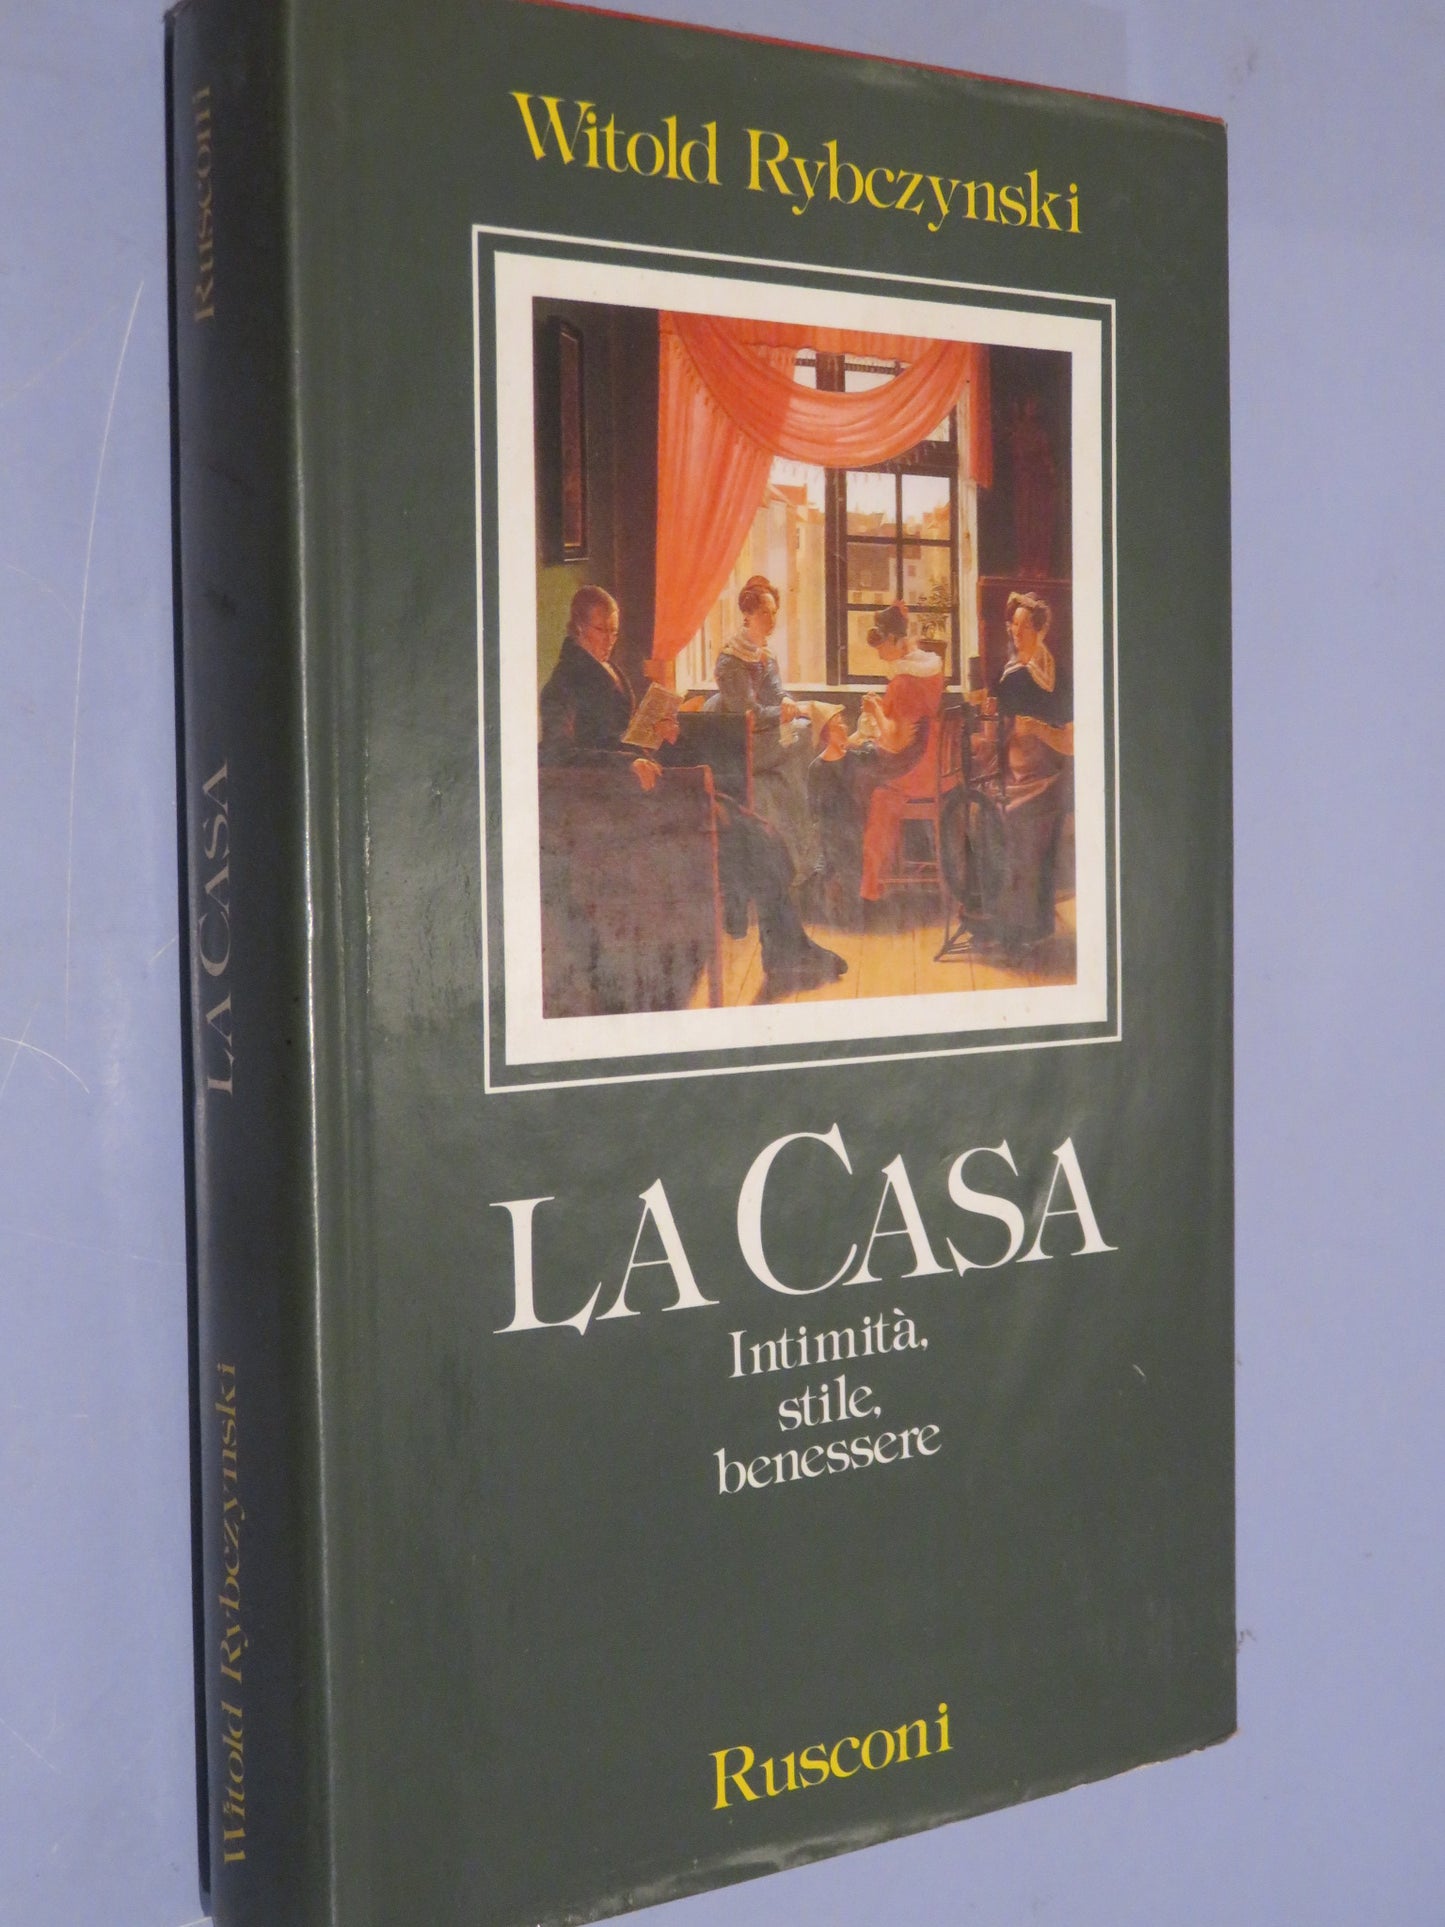 Witold Rybczynski
LA CASA
Intimità,
stile,
benessere
Rusconi
Witold Rybczynski LA CASA Rusconi